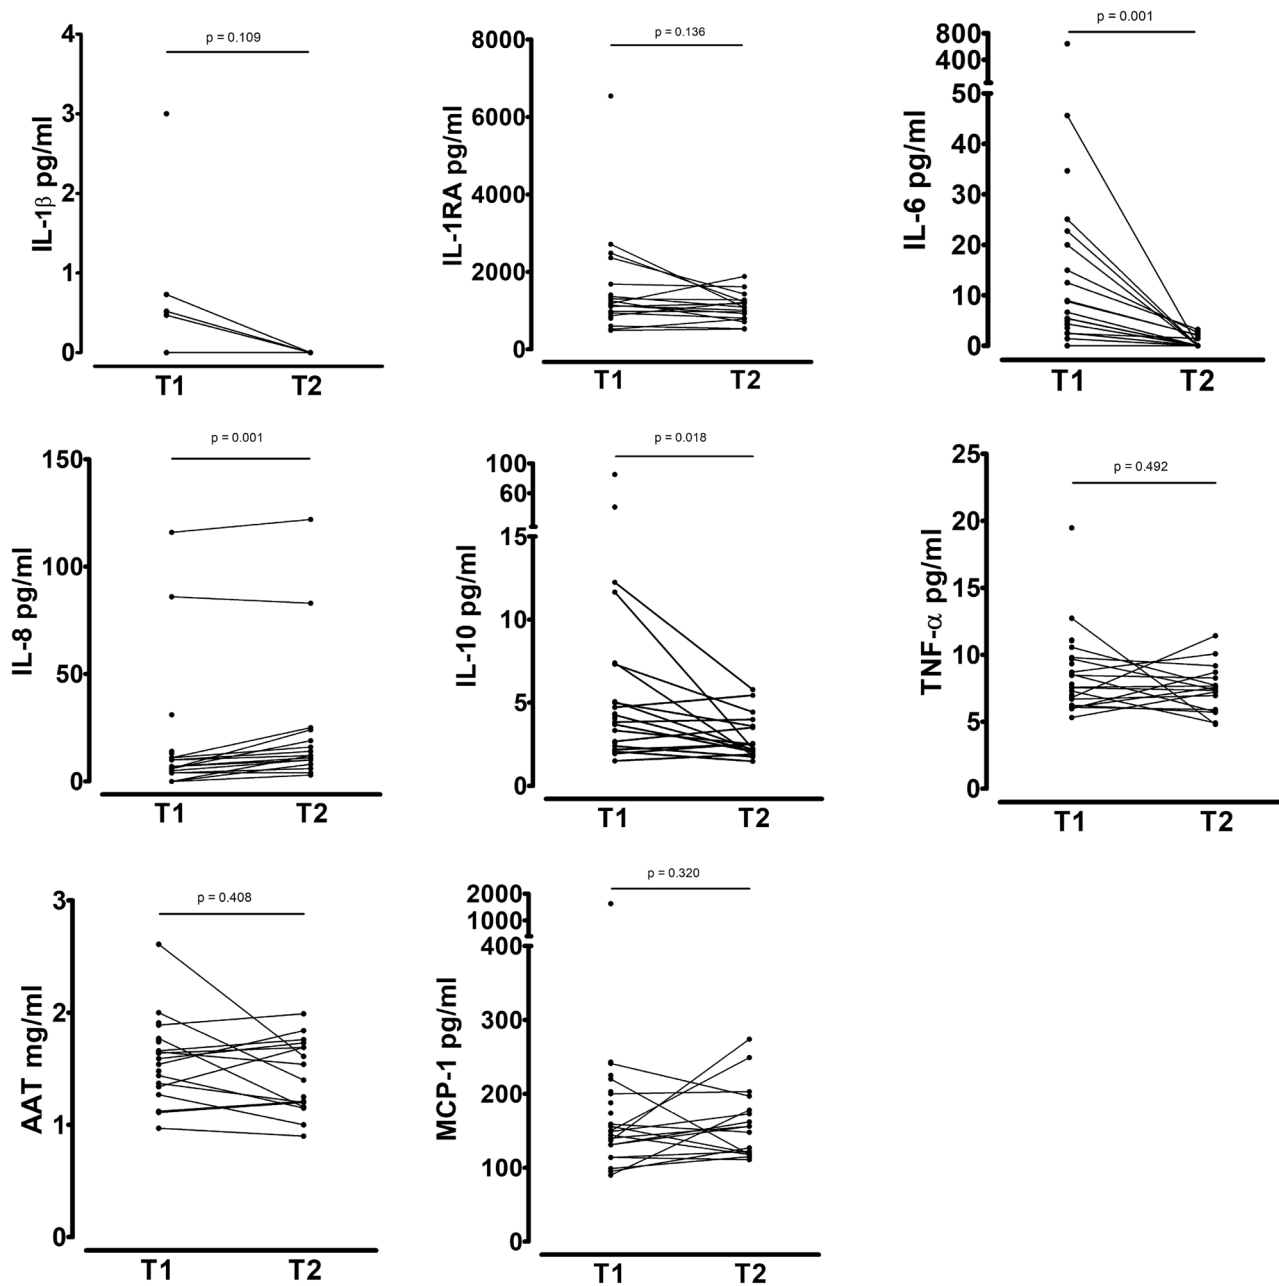 p = 0.109
4
3
2
1
0
IL-1β pg/ml
T1 T2
p = 0.136
8000
6000
4000
2000
0
IL-1RA pg/ml
T1 T2
p = 0.001
800
400
50
40
30
20
10
0
IL-6 pg/ml
T1 T2
p = 0.001
150
100
50
0
IL-8 pg/ml
T1 T2
p = 0.018
100
60
15
10
5
0
IL-10 pg/ml
T1 T2
p = 0.492
25
20
15
10
5
0
TNF-α pg/ml
T1 T2
p = 0.408
3
2
1
0
AAT mg/ml
T1 T2
p = 0.320
2000
1000
400
300
200
100
0
MCP-1 pg/ml
T1 T2